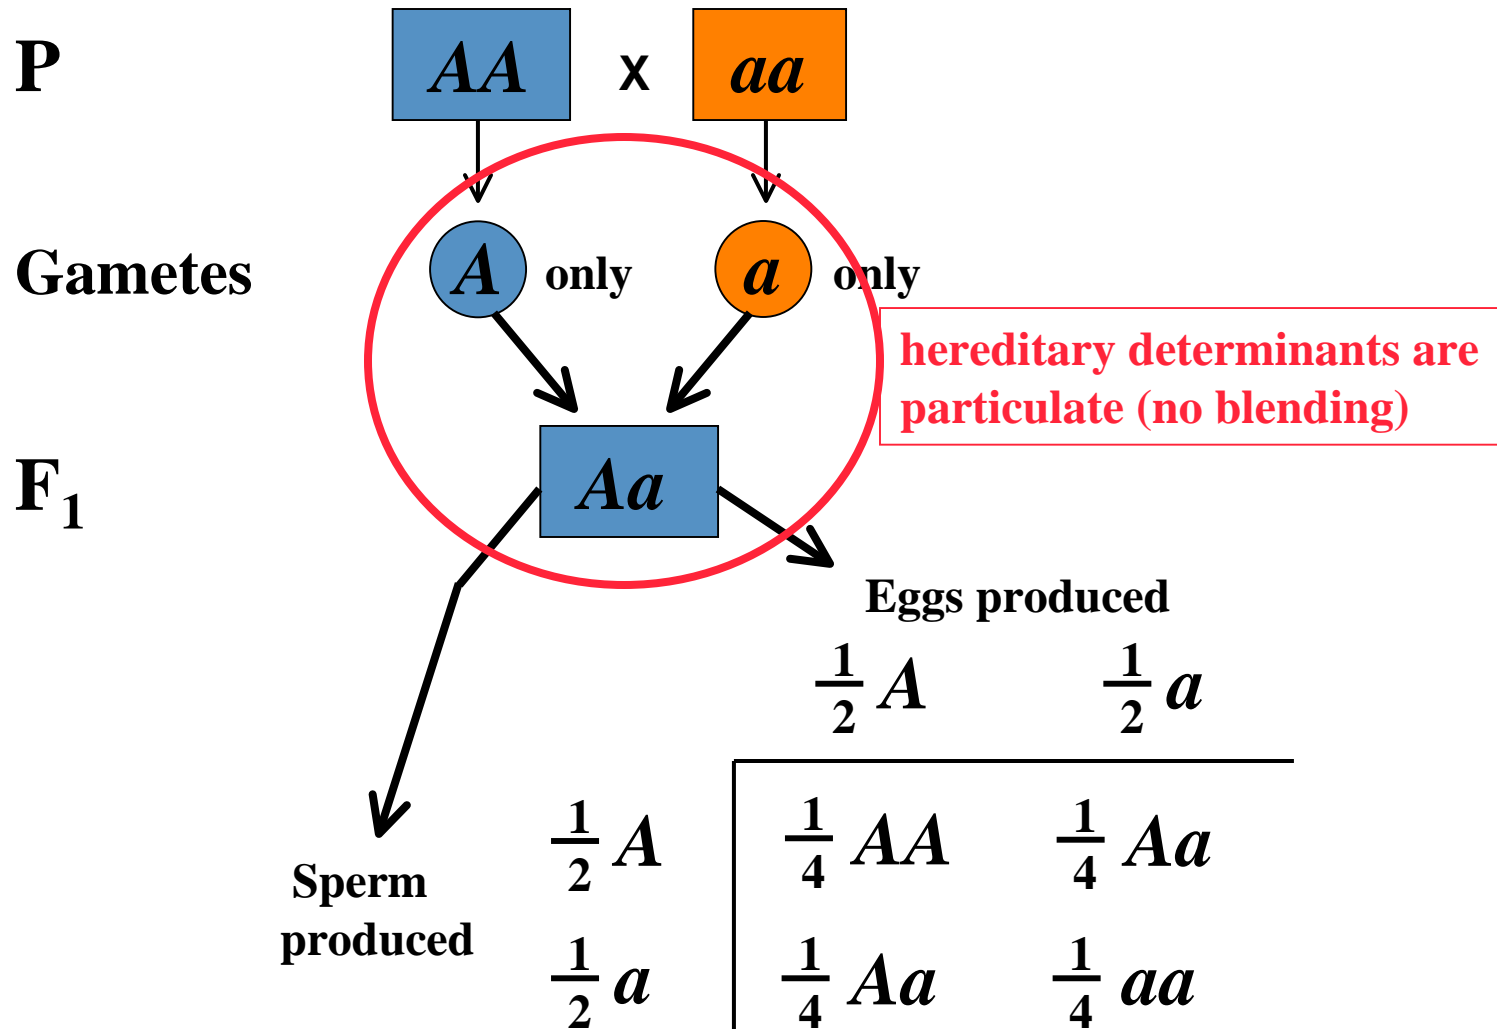 P AA X aa
Gametes A only a only
hereditary determinants are
particulate (no blending)
F1 Aa
Eggs produced
1/2 A 1/2 a
1/2 A 1/4 AA 1/4 Aa
Sperm
produced
1/2 a 1/4 Aa 1/4 aa